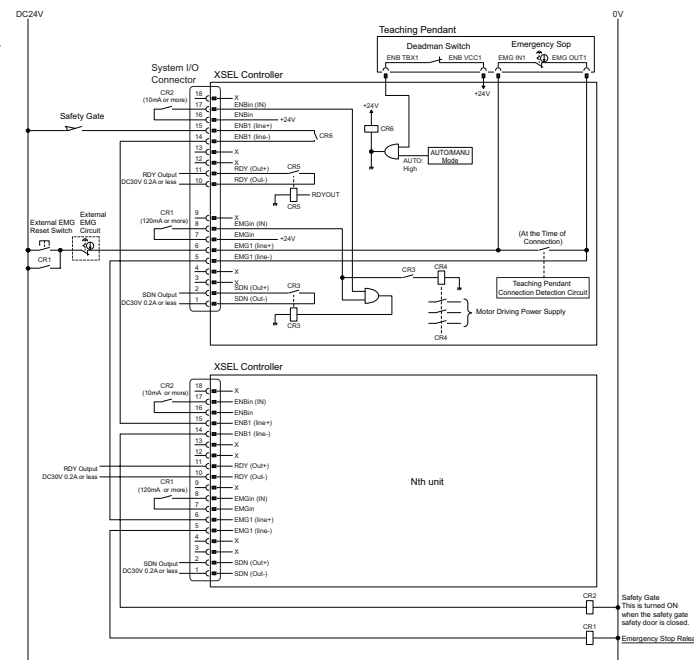 DC24V
0V
Teaching Pendant
Deadman Switch
Emergency Sop
ENB TBX1
ENB VCC1
EMG IN1
EMG OUT1
System I/O
Connector
XSEL Controller
+24V
CR2
(10mA or more)
18
X
17
ENBin (IN)
16
ENBin
+24V
15
ENB1 (line+)
14
ENB1 (line-)
CR6
13
X
12
X
11
RDY (Out+)
10
RDY (Out-)
Safety Gate
RDY Output
DC30V 0.2A or less
CR5
RDYOUT
CR5
+24V
CR6
AUTO:
High
AUTO/MANU
Mode
External EMG
Reset Switch
External
EMG
Circuit
CR1
CR1
(120mA or more)
9
X
8
EMGin (IN)
7
EMGin
+24V
6
EMG1 (line+)
5
EMG1 (line-)
4
X
3
X
2
SDN (Out+)
1
SDN (Out-)
SDN Output
DC30V 0.2A or less
CR3
CR3
CR3
CR4
CR4
Motor Driving Power Supply
(At the Time of
Connection)
Teaching Pendant
Connection Detection Circuit
XSEL Controller
CR2
(10mA or more)
18
X
17
ENBin (IN)
16
ENBin
15
ENB1 (line+)
14
ENB1 (line-)
13
X
12
X
11
RDY (Out+)
10
RDY (Out-)
RDY Output
DC30V 0.2A or less
CR1
(120mA or more)
9
X
8
EMGin (IN)
7
EMGin
6
EMG1 (line+)
5
EMG1 (line-)
4
X
3
X
2
SDN (Out+)
1
SDN (Out-)
SDN Output
DC30V 0.2A or less
Nth unit
CR2
Safety Gate
This is turned ON
when the safety gate
safety door is closed.
CR1
Emergency Stop Relea